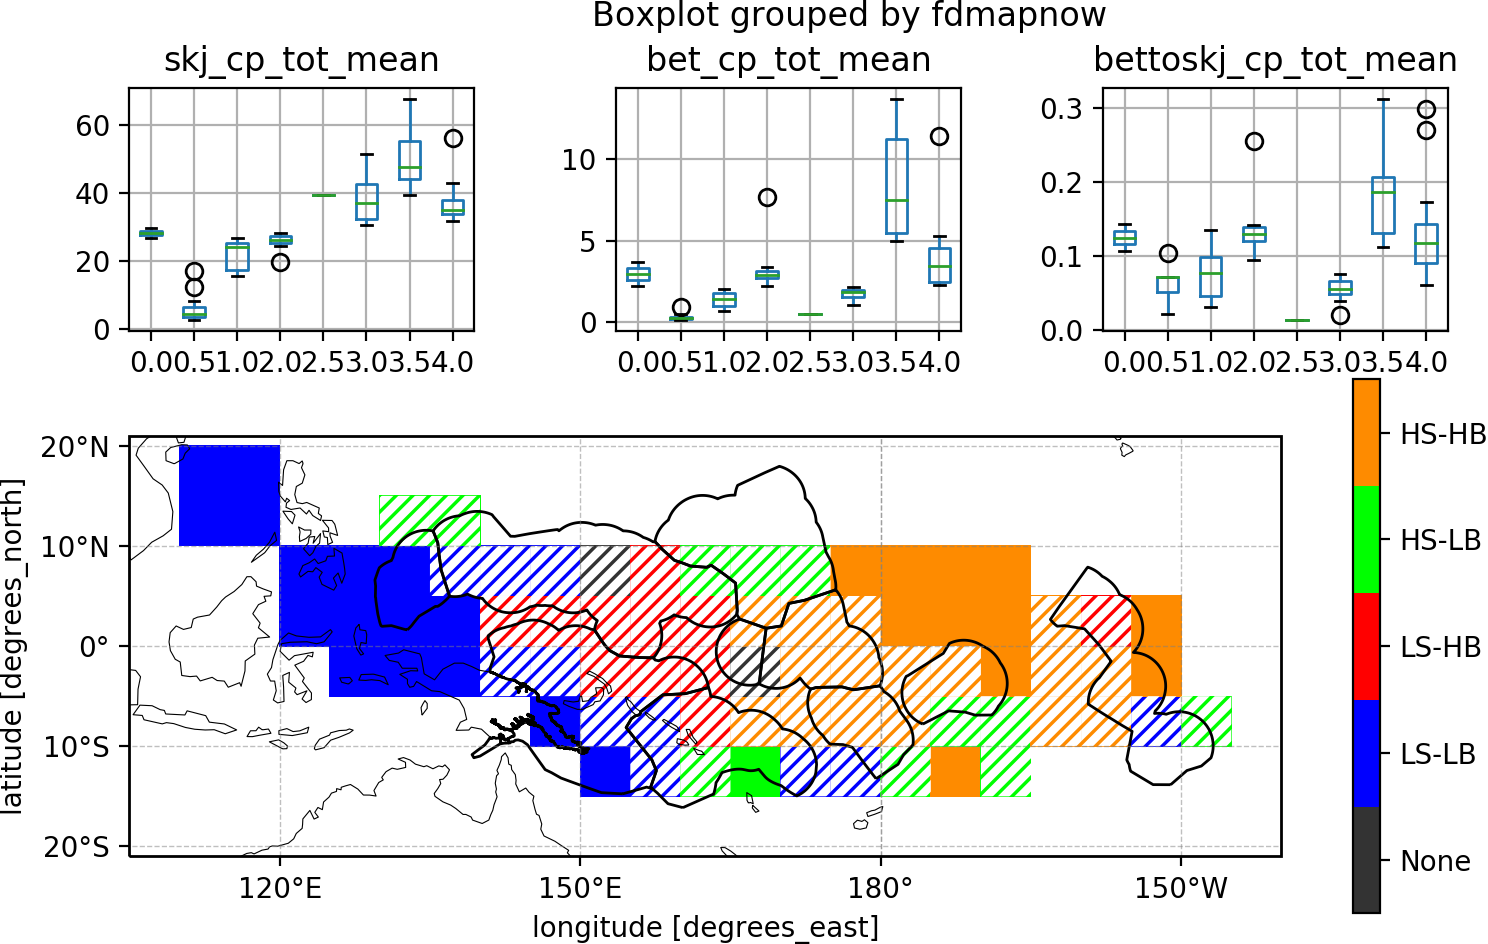 Boxplot grouped by fdmapnow
skj_cp_tot_mean
bet_cp_tot_mean
bettoskj_cp_tot_mean
60
40
20
0
0.00.51.02.02.53.03.54.0
10
5
0
0.00.51.02.02.53.03.54.0
0.3
0.2
0.1
0.0
0.00.51.02.02.53.03.54.0
20°N
10°N
0°
10°S
20°S
latitude [degrees_north]
120°E
150°E
180°
150°W
longitude [degrees_east]
HS-HB
HS-LB
LS-HB
LS-LB
None